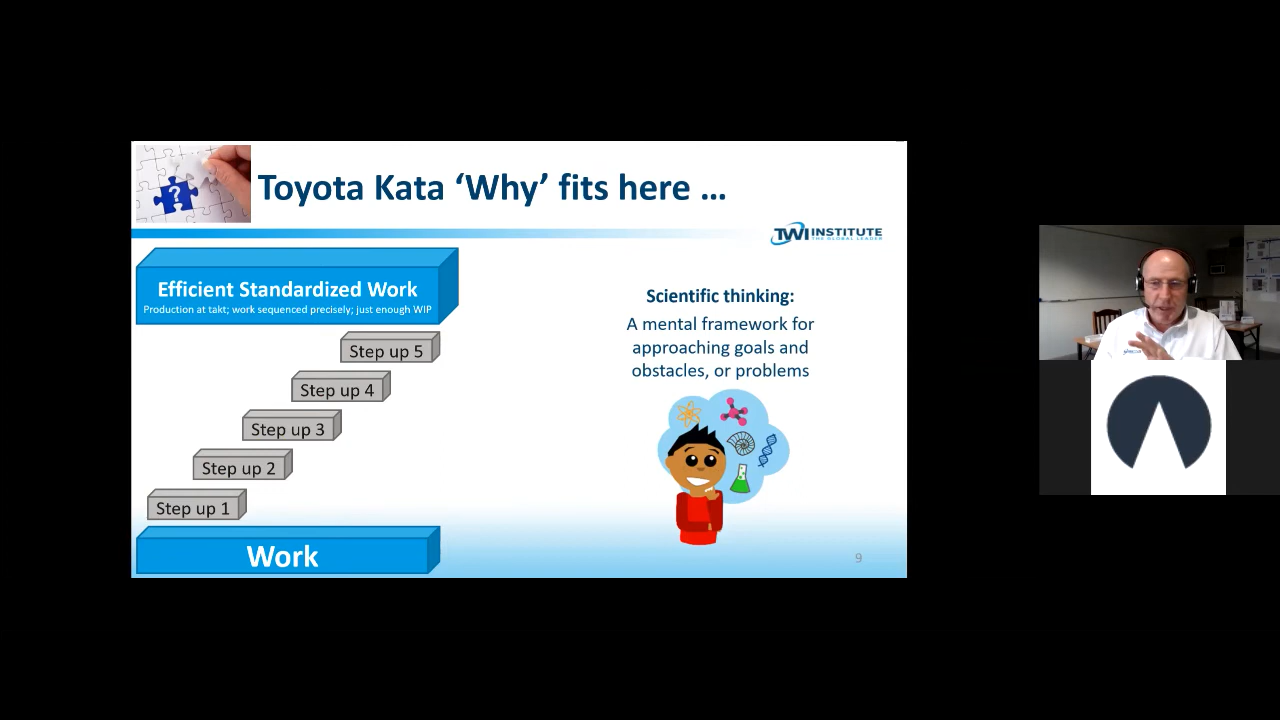 Toyota Kata ‘Why’ fits here ...
TWI INSTITUTE
THE GLOBAL LEADER
Efficient Standardized Work
Production at takt; work sequenced precisely; just enough WIP
Step up 5
Step up 4
Step up 3
Step up 2
Step up 1
Work
Scientific thinking:
A mental framework for
approaching goals and
obstacles, or problems
?
9